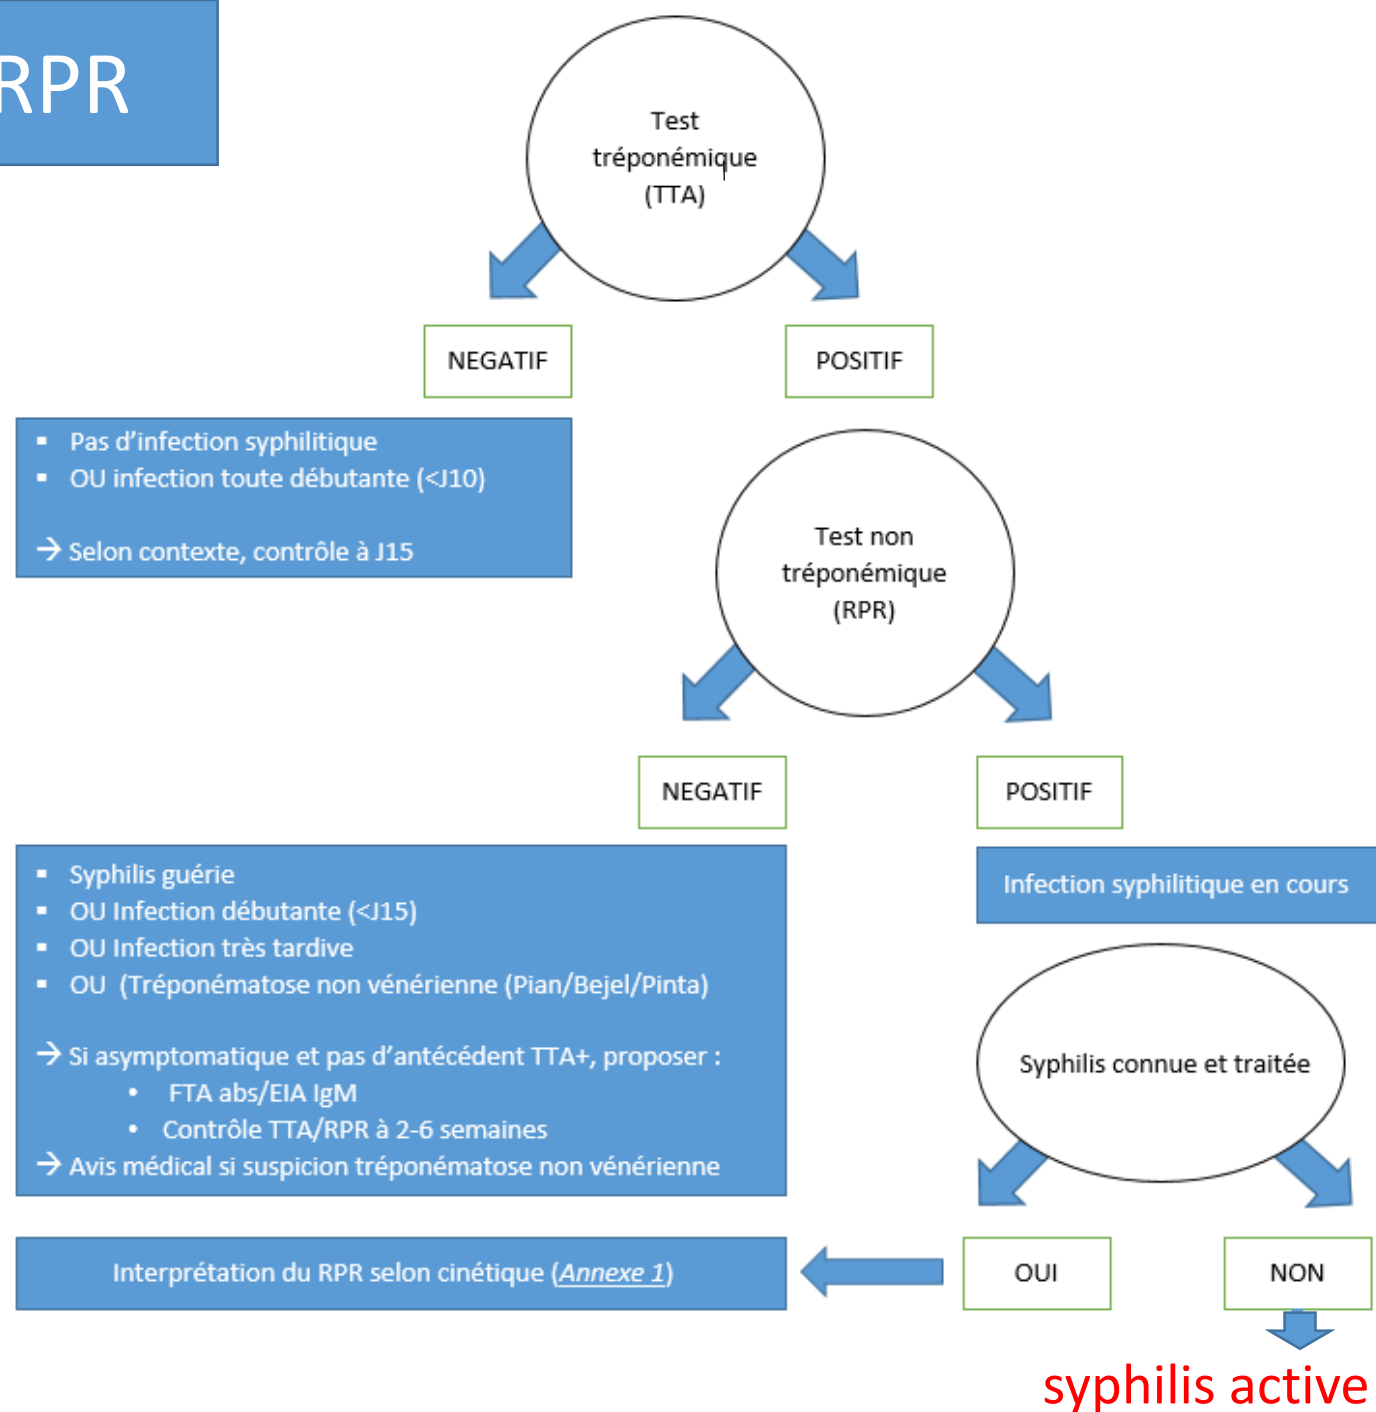 RPR
Test
tréponémique
(TTA)
NEGATIF
POSITIF
▪ Pas d'infection syphilitique
▪ OU infection toute débutante (<J10)
→ Selon contexte, contrôle à J15
Test non
tréponémique
(RPR)
NEGATIF
POSITIF
▪ Syphilis guérie
▪ OU Infection débutante (<J15)
▪ OU Infection très tardive
▪ OU (Tréponématose non vénérienne (Pian/Bejel/Pinta)
→ Si asymptomatique et pas d'antécédent TTA+, proposer :
• FTA abs/EIA IgM
• Contrôle TTA/RPR à 2-6 semaines
→ Avis médical si suspicion tréponématose non vénérienne
Infection syphilitique en cours
Syphilis connue et traitée
Interprétation du RPR selon cinétique (Annexe 1)
OUI
NON
syphilis active